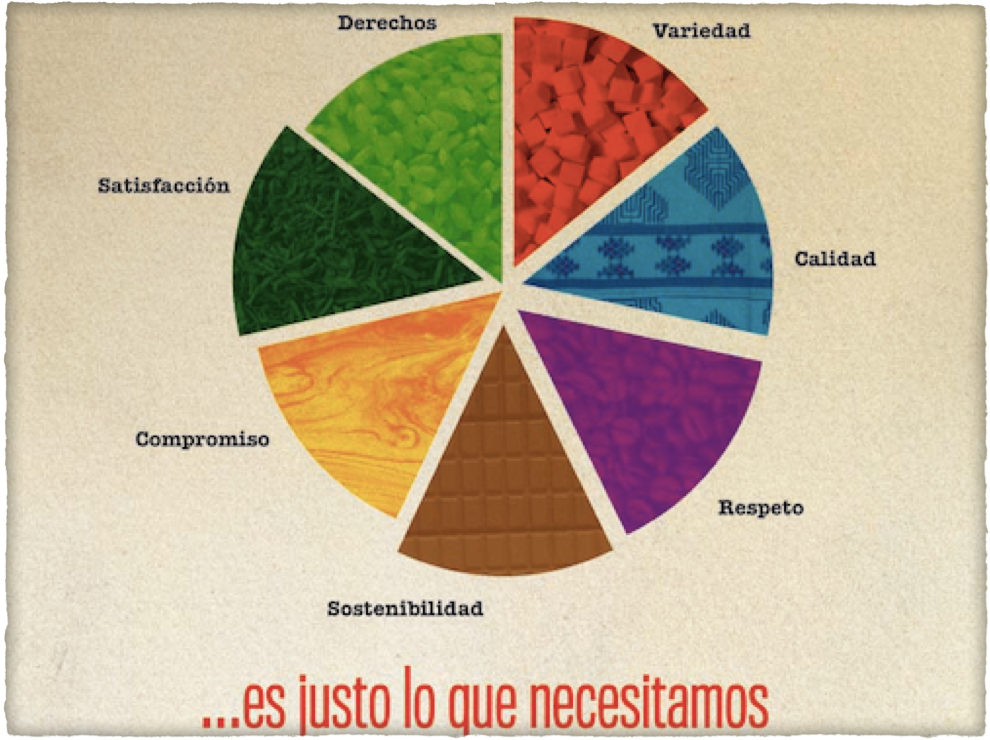 Derechos
Variedad
Satisfacción
Calidad
Compromiso
Respeto
Sostenibilidad
...es justo lo que necesitamos